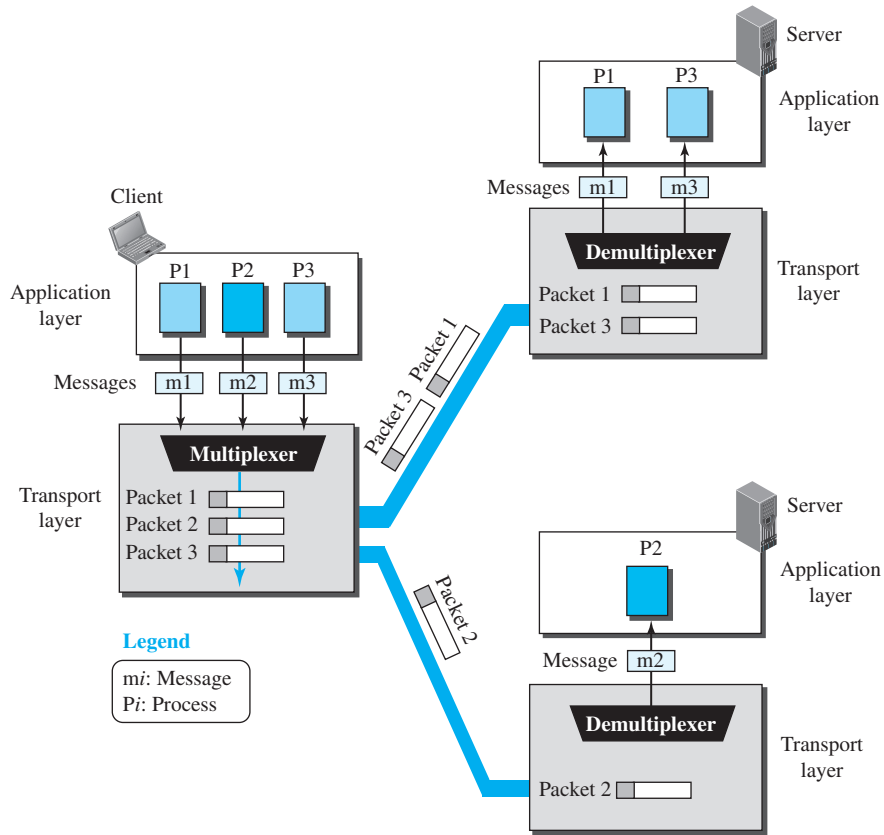 Server
P1
P3
Application
layer
Messages
m1
m3
Demultiplexer
Packet 1
Packet 3
Transport
layer
Client
P1
P2
P3
Application
layer
Messages
m1
m2
m3
Multiplexer
Packet 1
Packet 2
Packet 3
Transport
layer
Packet 1
Packet 3
Packet 2
Server
P2
Application
layer
Message
m2
Demultiplexer
Packet 2
Transport
layer
Legend
mi: Message
Pi: Process